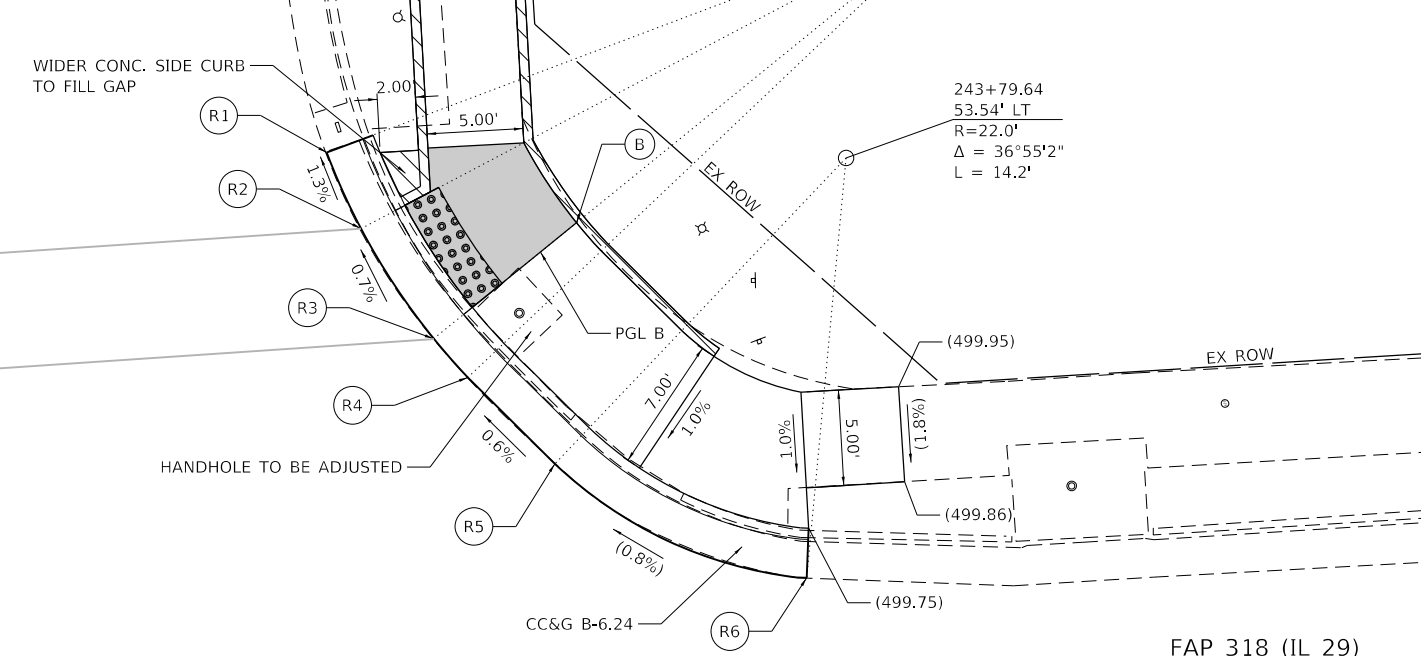 WIDER CONC. SIDE CURB
TO FILL GAP
2.00'
5.00'
243+79.64
53.54' LT
R=22.0'
Δ = 36°55'2"
L = 14.2'
R1
B
EX ROW
1.3%
R2
0.7%
R3
PGL B
(499.95)
EX ROW
R4
7.00'
1.0%
1.0%
5.00'
(1.8%)
0.6%
HANDHOLE TO BE ADJUSTED
R5
(499.86)
(0.8%)
(499.75)
CC&G B-6.24
R6
FAP 318 (IL 29)